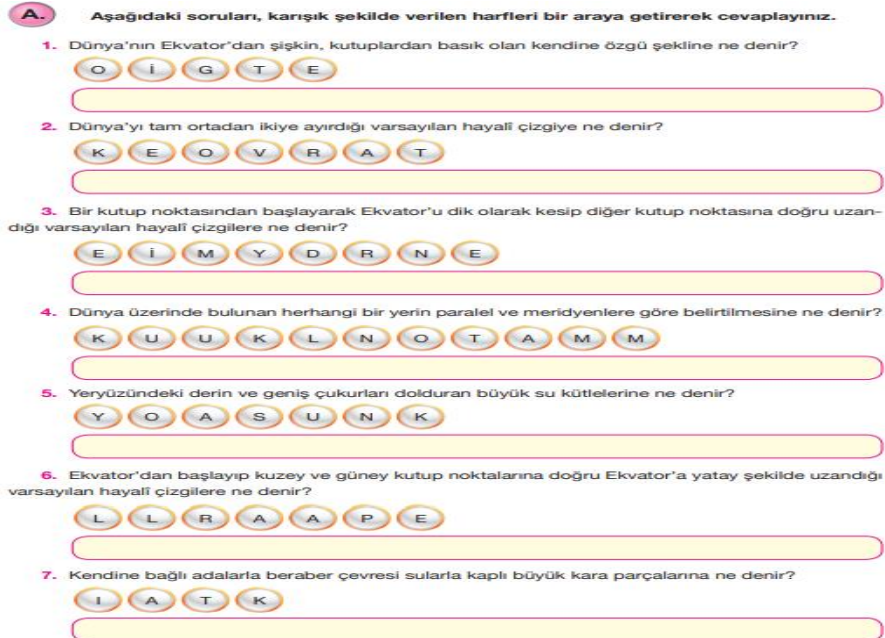 A. Aşağıdaki soruları, karışık şekilde verilen harfleri bir araya getirerek cevaplayınız.
1. Dünya'nın Ekvator'dan şişkin, kutuplardan basık olan kendine özgü şekline ne denir?
O İ G T E
2. Dünya'yı tam ortadan ikiye ayırdığı varsayılan hayalî çizgiye ne denir?
K E O V R A T
3. Bir kutup noktasından başlayarak Ekvator'u dik olarak kesip diğer kutup noktasına doğru uzan-
dığı varsayılan hayalî çizgilere ne denir?
E İ M Y D R N E
4. Dünya üzerinde bulunan herhangi bir yerin paralel ve meridyenlere göre belirtilmesine ne denir?
K U U K L N O T A M M
5. Yeryüzündeki derin ve geniş çukurları dolduran büyük su kütlelerine ne denir?
Y O A S U N K
6. Ekvator'dan başlayıp kuzey ve güney kutup noktalarına doğru Ekvator'a yatay şekilde uzandığı
varsayılan hayalî çizgilere ne denir?
L L R A A P E
7. Kendine bağlı adalarla beraber çevresi sularla kaplı büyük kara parçalarına ne denir?
I A T K